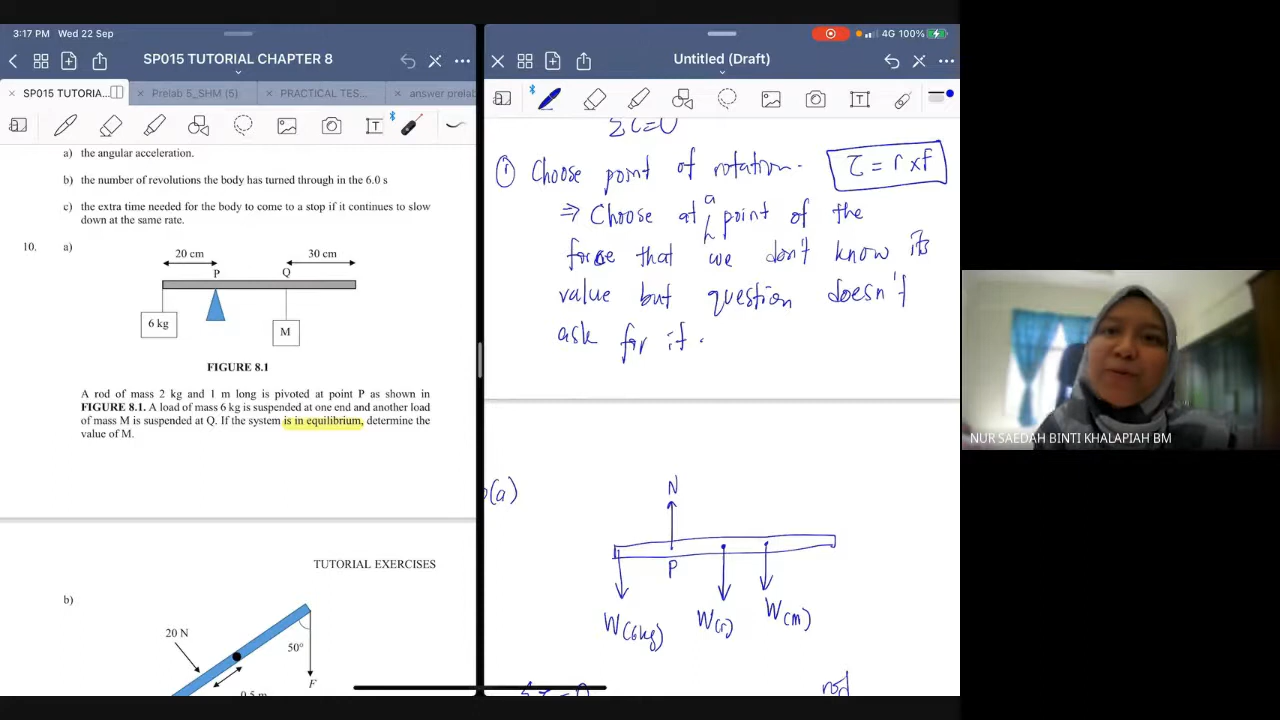 3:17 PM Wed 22 Sep
4G 100%
SP015 TUTORIAL CHAPTER 8
Untitled (Draft)
SP015 TUTORIA...
Prelab 5_SHM (5)
PRACTICAL TES...
answer prelab
a) the angular acceleration.
b) the number of revolutions the body has turned through in the 6.0 s
c) the extra time needed for the body to come to a stop if it continues to slow
down at the same rate.
10. a)
20 cm
30 cm
P
Q
6 kg
M
FIGURE 8.1
A rod of mass 2 kg and 1 m long is pivoted at point P as shown in
FIGURE 8.1. A load of mass 6 kg is suspended at one end and another load
of mass M is suspended at Q. If the system is in equilibrium, determine the
value of M.
TUTORIAL EXERCISES
b)
20 N
50°
F
0.5 m
Στ=0
① Choose point of rotation. τ = r x F
⇒ Choose at a point of the
force that we don't know its
value but question doesn't
ask for it.
(a)
N
P
W(6kg)
W(r)
W(m)
rod
NUR SAEDAH BINTI KHALAPIAH BM